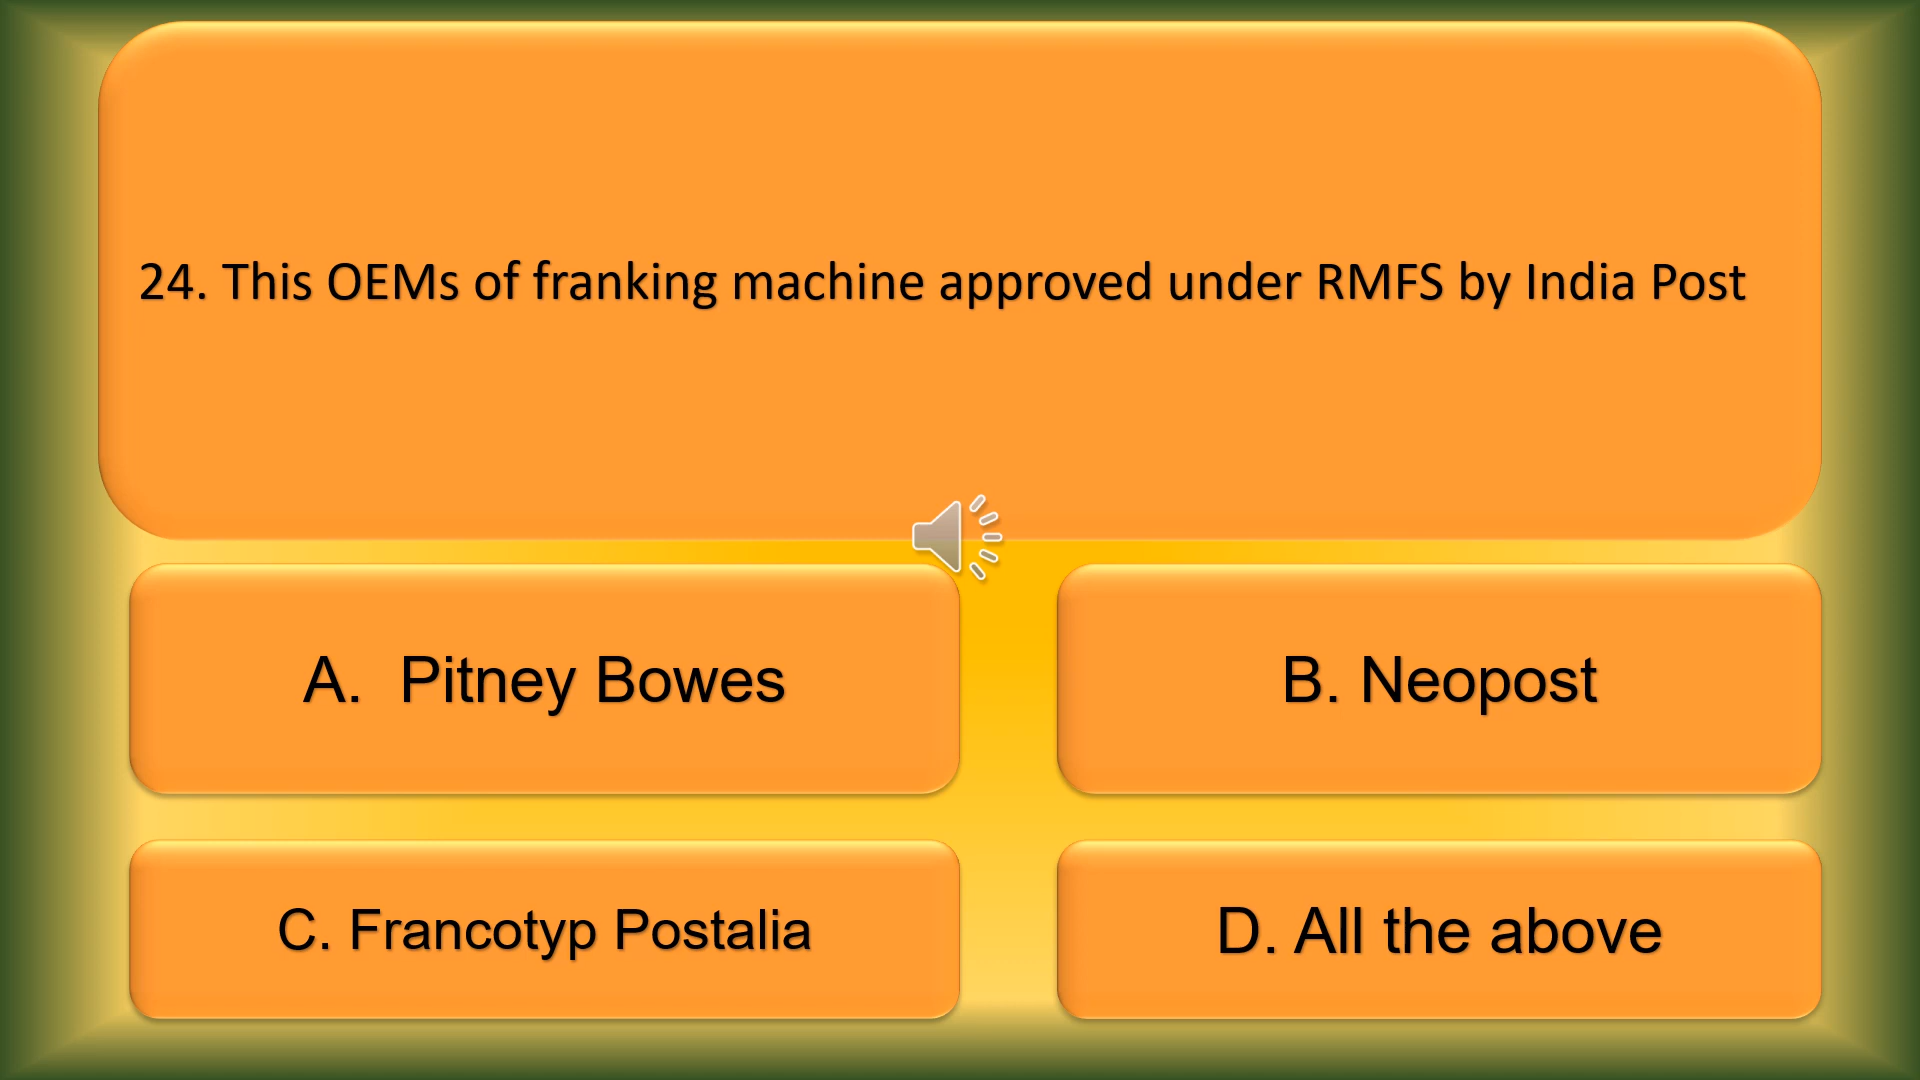 24. This OEMs of franking machine approved under RMFS by India Post
A. Pitney Bowes
B. Neopost
C. Francotyp Postalia
D. All the above